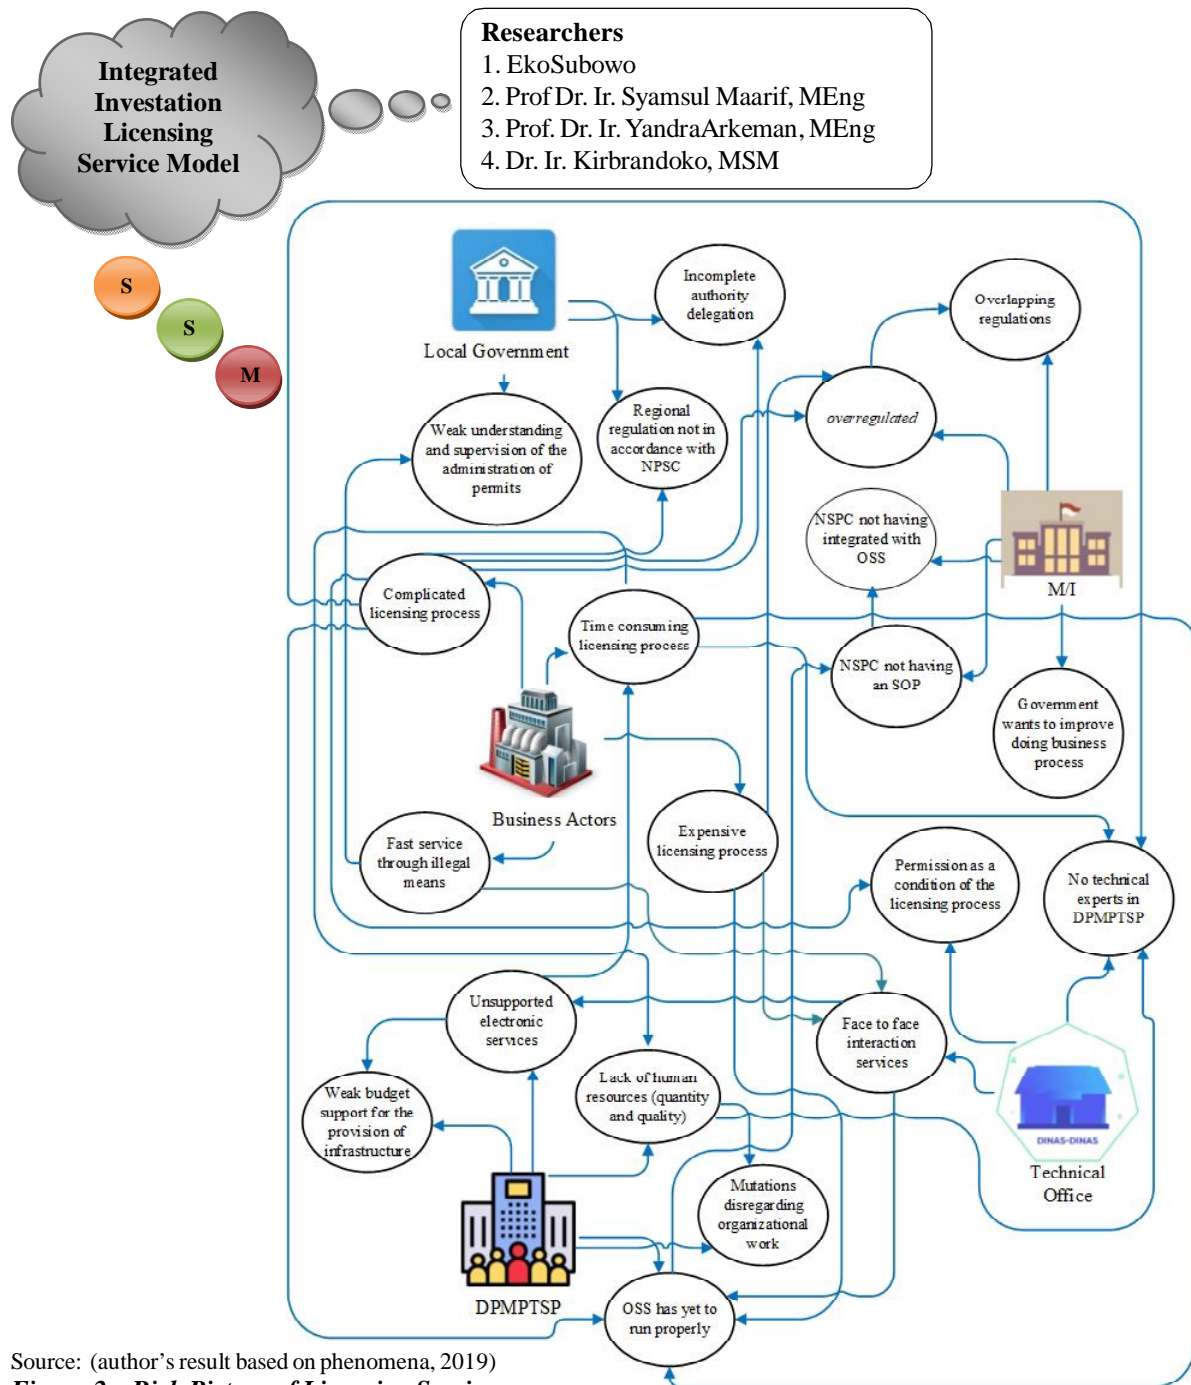 Integrated
Investation
Licensing
Service Model
Researchers
1. EkoSubowo
2. Prof Dr. Ir. Syamsul Maarif, MEng
3. Prof. Dr. Ir. YandraArkeman, MEng
4. Dr. Ir. Kirbrandoko, MSM
S
S
M
Local Government
Incomplete
authority
delegation
Overlapping
regulations
Weak understanding
and supervision of the
administration of
permits
Regional
regulation not in
accordance with
NPSC
overregulated
NSPC not having
integrated with
OSS
M/I
Complicated
licensing process
Time consuming
licensing process
NSPC not having
an SOP
Government
wants to improve
doing business
process
Business Actors
Fast service
through illegal
means
Expensive
licensing process
Permission as a
condition of the
licensing process
No technical
experts in
DPMPTSP
Unsupported
electronic
services
Face to face
interaction
services
Weak budget
support for the
provision of
infrastructure
Lack of human
resources (quantity
and quality)
DINAS-DINAS
Technical
Office
Mutations
disregarding
organizational
work
DPMPTSP
OSS has yet to
run properly
Source: (author's result based on phenomena, 2019)